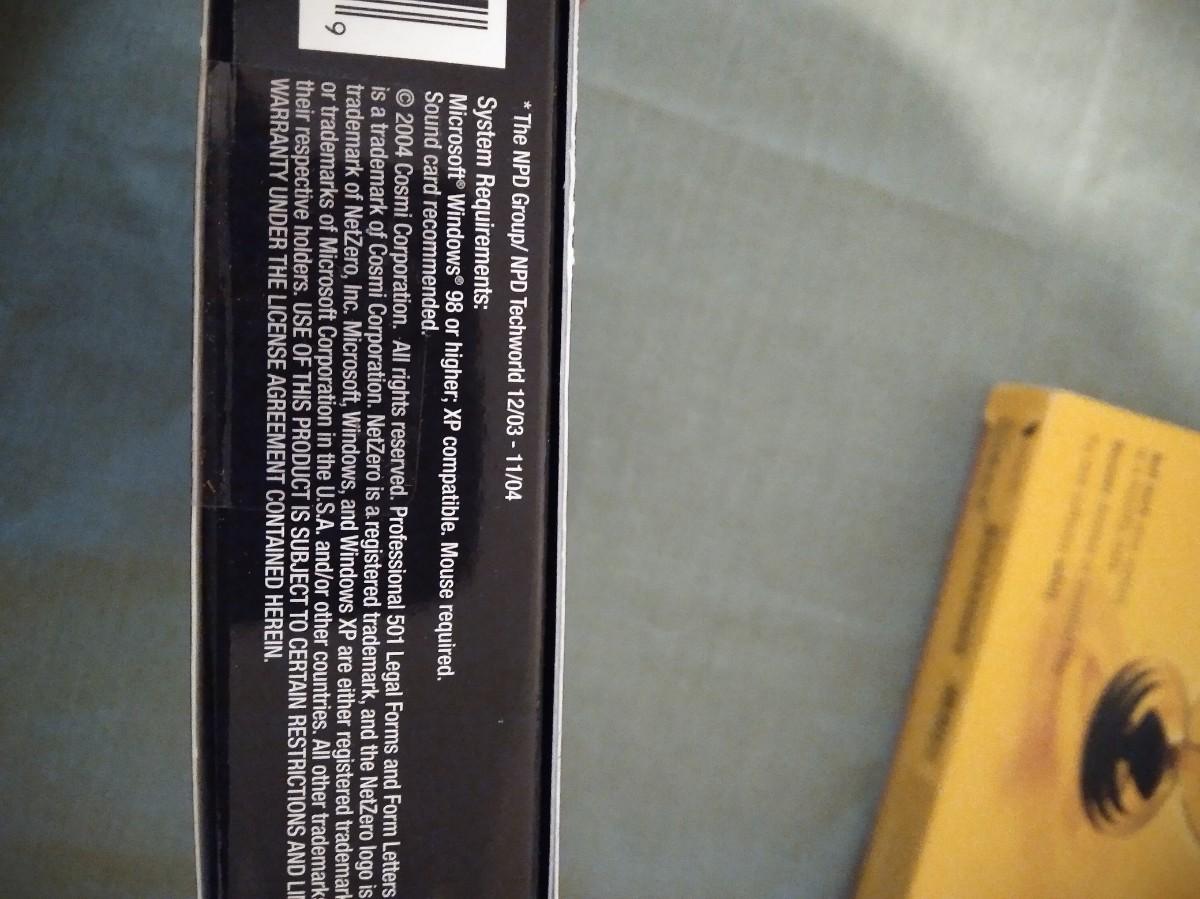 9
* The NPD Group/ NPD Techworld 12/03 - 11/04
System Requirements:
Microsoft® Windows® 98 or higher; XP compatible. Mouse required.
Sound card recommended.
© 2004 Cosmi Corporation. All rights reserved. Professional 501 Legal Forms and Form Letters
is a trademark of Cosmi Corporation. NetZero is a registered trademark, and the NetZero logo is
trademark of NetZero, Inc. Microsoft, Windows, and Windows XP are either registered trademark
or trademarks of Microsoft Corporation in the U.S.A. and/or other countries. All other trademark
their respective holders. USE OF THIS PRODUCT IS SUBJECT TO CERTAIN RESTRICTIONS AND LI
WARRANTY UNDER THE LICENSE AGREEMENT CONTAINED HEREIN.